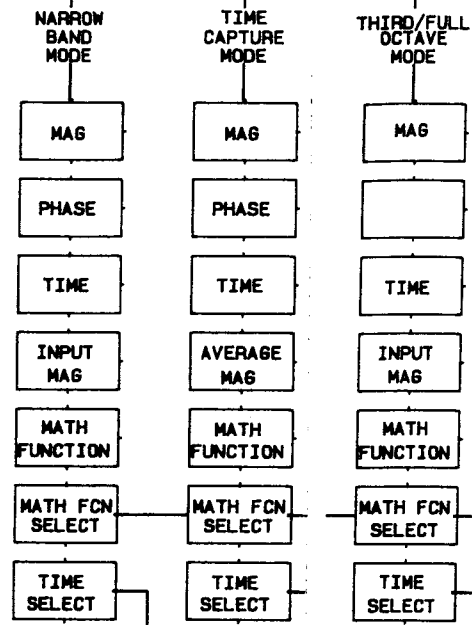 NARROW
BAND
MODE
MAG
PHASE
TIME
INPUT
MAG
MATH
FUNCTION
MATH FCN
SELECT
TIME
SELECT
TIME
CAPTURE
MODE
MAG
PHASE
TIME
AVERAGE
MAG
MATH
FUNCTION
MATH FCN
SELECT
TIME
SELECT
THIRD/FULL
OCTAVE
MODE
MAG
TIME
INPUT
MAG
MATH
FUNCTION
MATH FCN
SELECT
TIME
SELECT